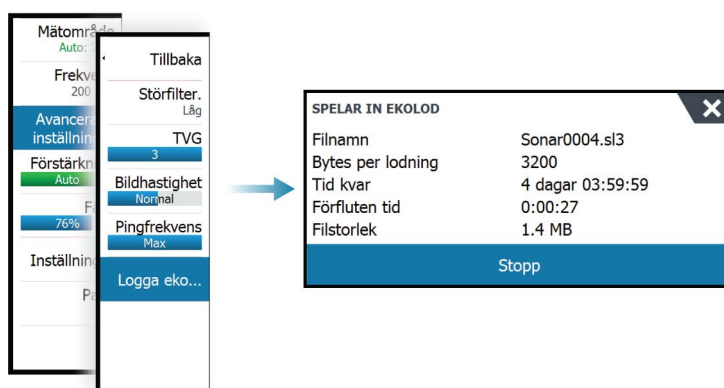 Mätområde
Auto:
Frekve
200
Avancera
inställnin
Förstärkn
Auto
76%
Inställnin
Tillbaka
Störfilter.
Låg
TVG
3
Bildhastighet
Normal
Pingfrekvens
Max
Logga eko...
SPELAR IN EKOLOD
Filnamn Sonar0004.sl3
Bytes per lodning 3200
Tid kvar 4 dagar 03:59:59
Förfluten tid 0:00:27
Filstorlek 1.4 MB
Stopp